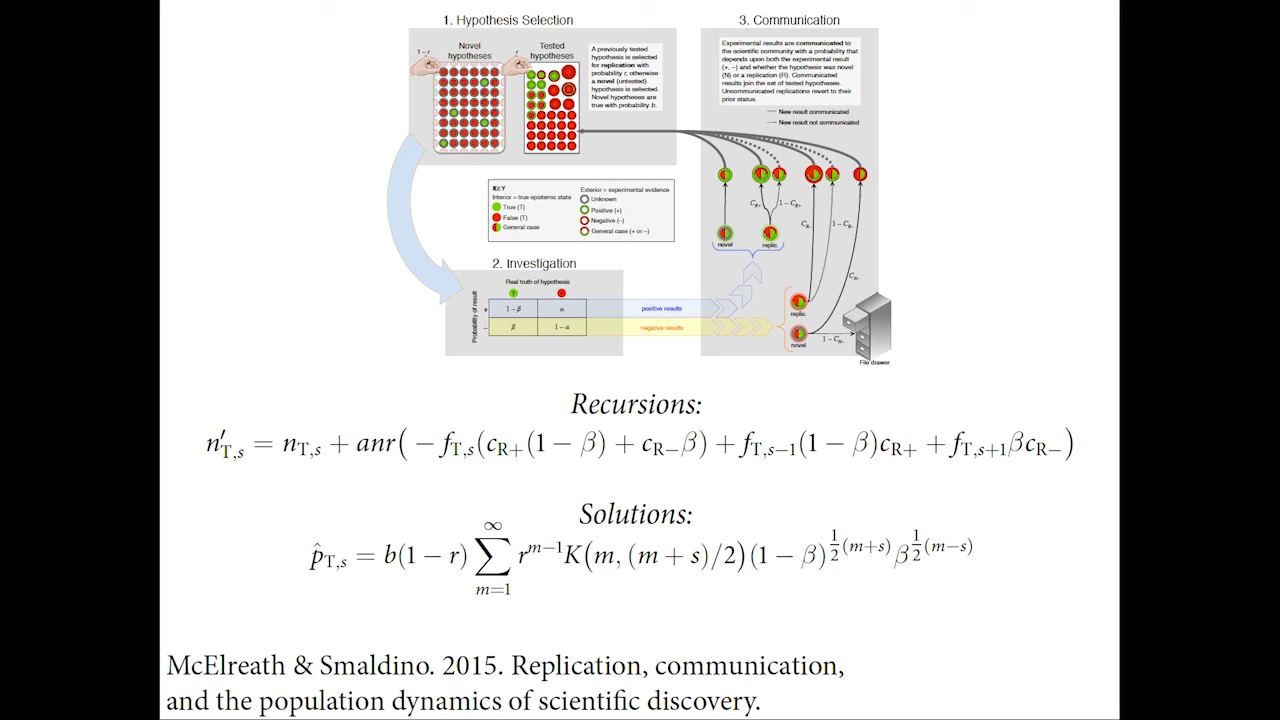 1. Hypothesis Selection
Novel
hypotheses
Tested
hypotheses
1 − r
r
A previously tested
hypothesis is selected
for replication with
probability r, otherwise
a novel (untested)
hypothesis is selected.
Novel hypotheses are
true with probability b.
3. Communication
Experimental results are communicated to
the scientific community with a probability that
depends upon both the experimental result
(+, −) and whether the hypothesis was novel
(N) or a replication (R). Communicated
results join the set of tested hypotheses.
Uncommunicated replications revert to their
prior status.
New result communicated
New result not communicated
KEY
Interior = true epistemic state
True (T)
False (T)
General case
Exterior = experimental evidence
Unknown
Positive (+)
Negative (−)
General case (+ or −)
C_R+
1 − C_R+
C_R-
1 − C_R-
C_N-
novel
replic.
2. Investigation
Real truth of hypothesis
T
F
Probability of result
+
1 − β
α
positive results
−
β
1 − α
negative results
replic.
novel
1 − C_N-
File drawer
Recursions:
n′_T,s = n_T,s + anr(− f_T,s(c_R+(1 − β) + c_R−β) + f_T,s−1(1 − β)c_R+ + f_T,s+1βc_R−)
Solutions:
p̂_T,s = b(1 − r) ∑_{m=1}^{∞} r^{m−1}K(m, (m + s)/2)(1 − β)^{1/2(m+s)}β^{1/2(m−s)}
McElreath & Smaldino. 2015. Replication, communication,
and the population dynamics of scientific discovery.